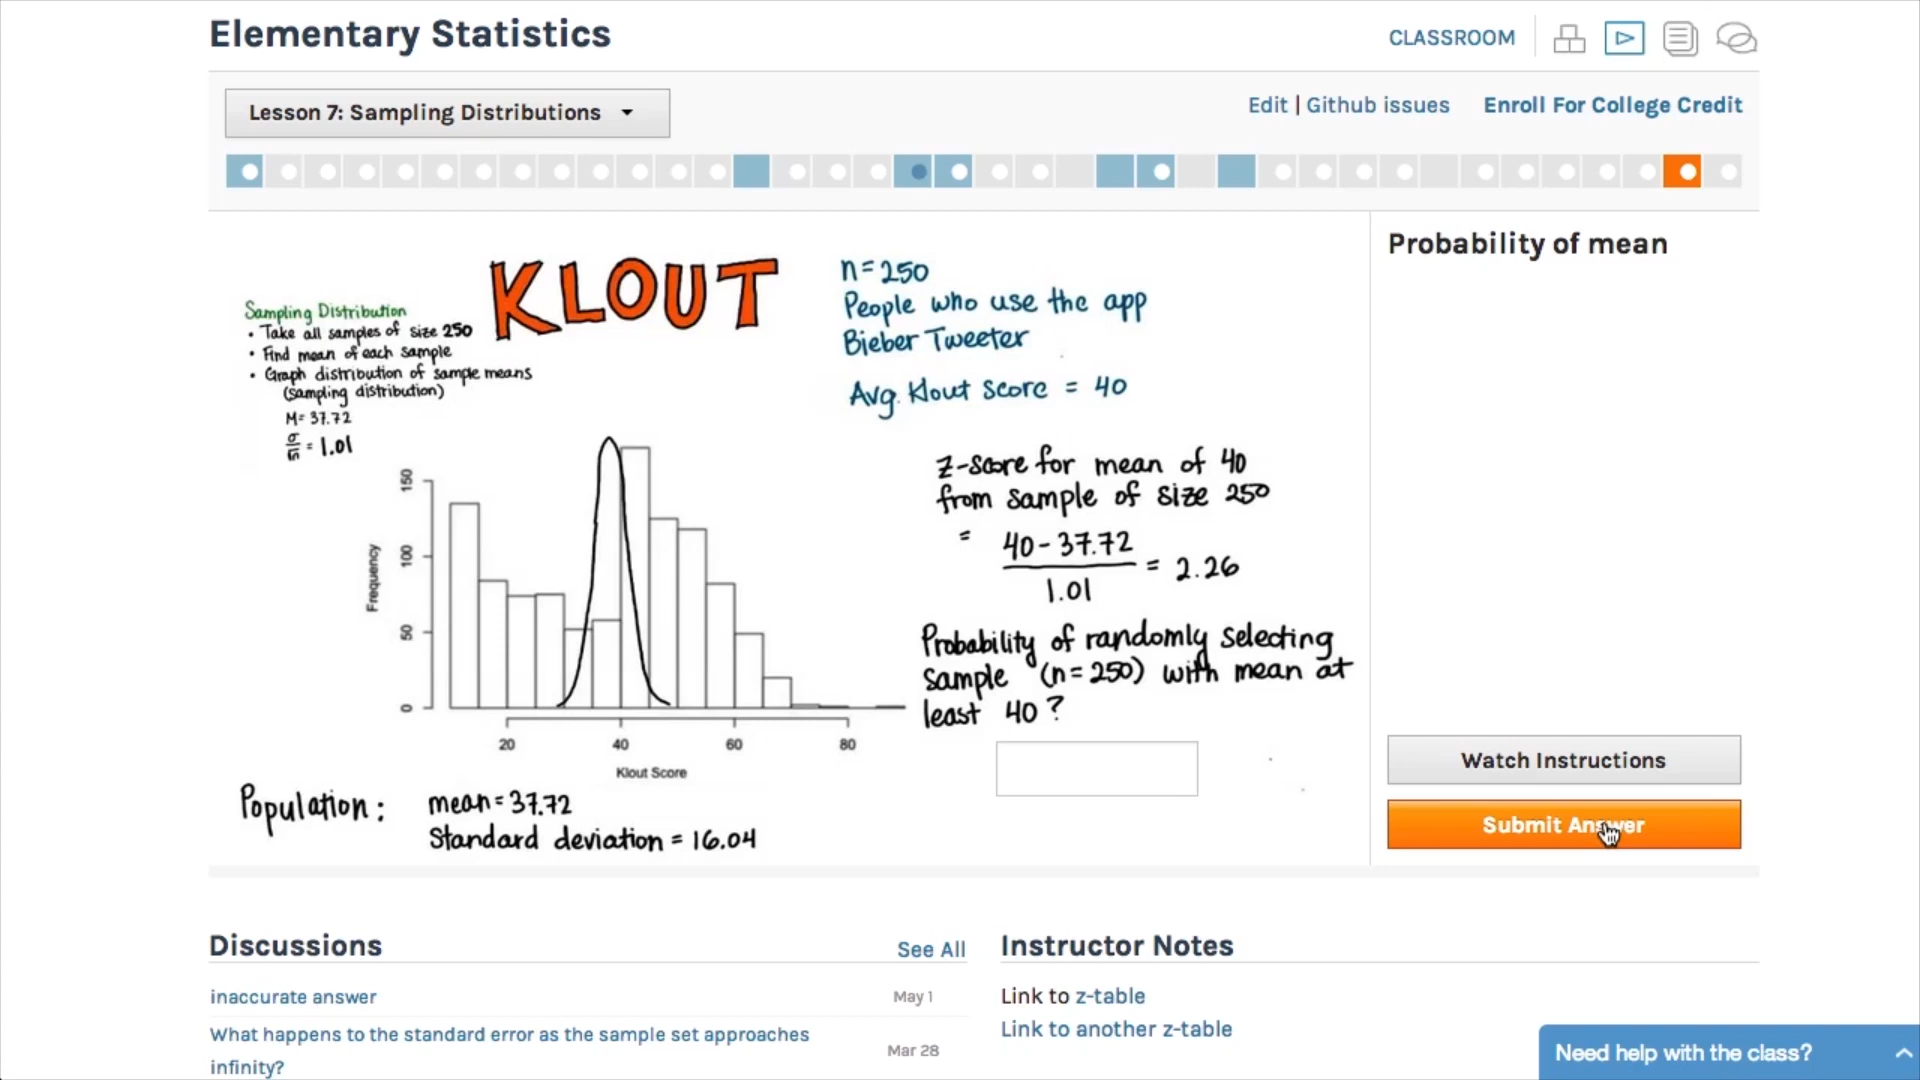 Elementary Statistics
CLASSROOM
Lesson 7: Sampling Distributions
Edit | Github issues
Enroll For College Credit
Probability of mean
KLOUT
Sampling Distribution
• Take all samples of size 250
• Find mean of each sample
• Graph distribution of sample means
(sampling distribution)
M = 37.72
σ/√n = 1.01
n = 250
People who use the app
Bieber Tweeter
Avg. Klout Score = 40
Z-score for mean of 40
from sample of size 250
= 40 - 37.72
1.01
= 2.26
Probability of randomly selecting
sample (n = 250) with mean at
least 40?
Frequency
150
100
50
0
20 40 60 80
Klout Score
Population: mean = 37.72
Standard deviation = 16.04
Watch Instructions
Submit Answer
Discussions
See All
inaccurate answer
May 1
What happens to the standard error as the sample set approaches
infinity?
Mar 28
Instructor Notes
Link to z-table
Link to another z-table
Need help with the class?